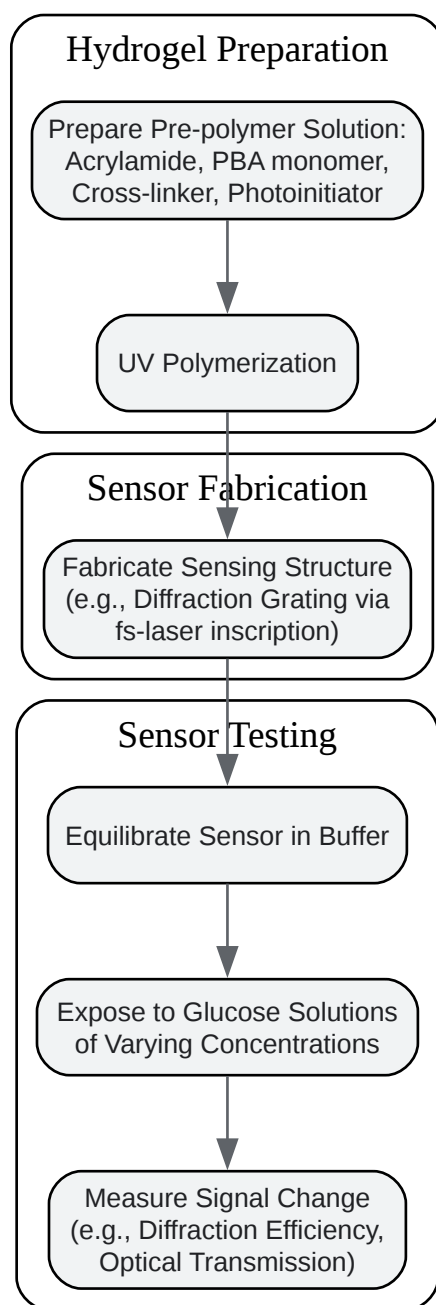 Hydrogel Preparation
Prepare Pre-polymer Solution:
Acrylamide, PBA monomer,
Cross-linker, Photoinitiator
UV Polymerization
Sensor Fabrication
Fabricate Sensing Structure
(e.g., Diffraction Grating via
fs-laser inscription)
Sensor Testing
Equilibrate Sensor in Buffer
Expose to Glucose Solutions
of Varying Concentrations
Measure Signal Change
(e.g., Diffraction Efficiency,
Optical Transmission)